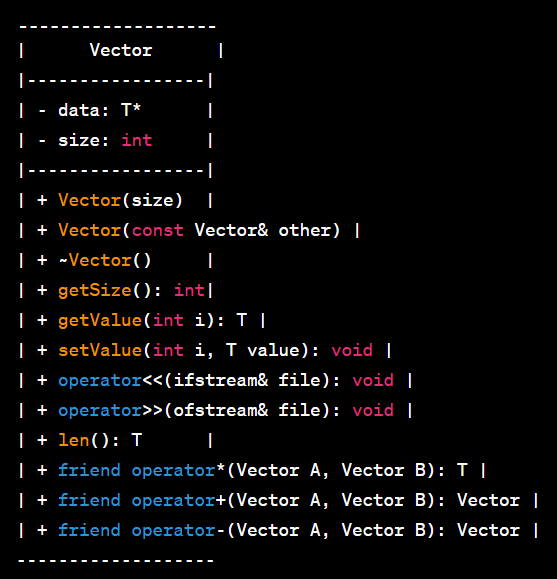 -------------------
|      Vector      |
|-----------------|
| - data: T*      |
| - size: int     |
|-----------------|
| + Vector(size)  |
| + Vector(const Vector& other) |
| + ~Vector()     |
| + getSize(): int|
| + getValue(int i): T |
| + setValue(int i, T value): void |
| + operator<<(ifstream& file): void |
| + operator>>(ofstream& file): void |
| + len(): T      |
| + friend operator*(Vector A, Vector B): T |
| + friend operator+(Vector A, Vector B): Vector |
| + friend operator-(Vector A, Vector B): Vector |
-------------------